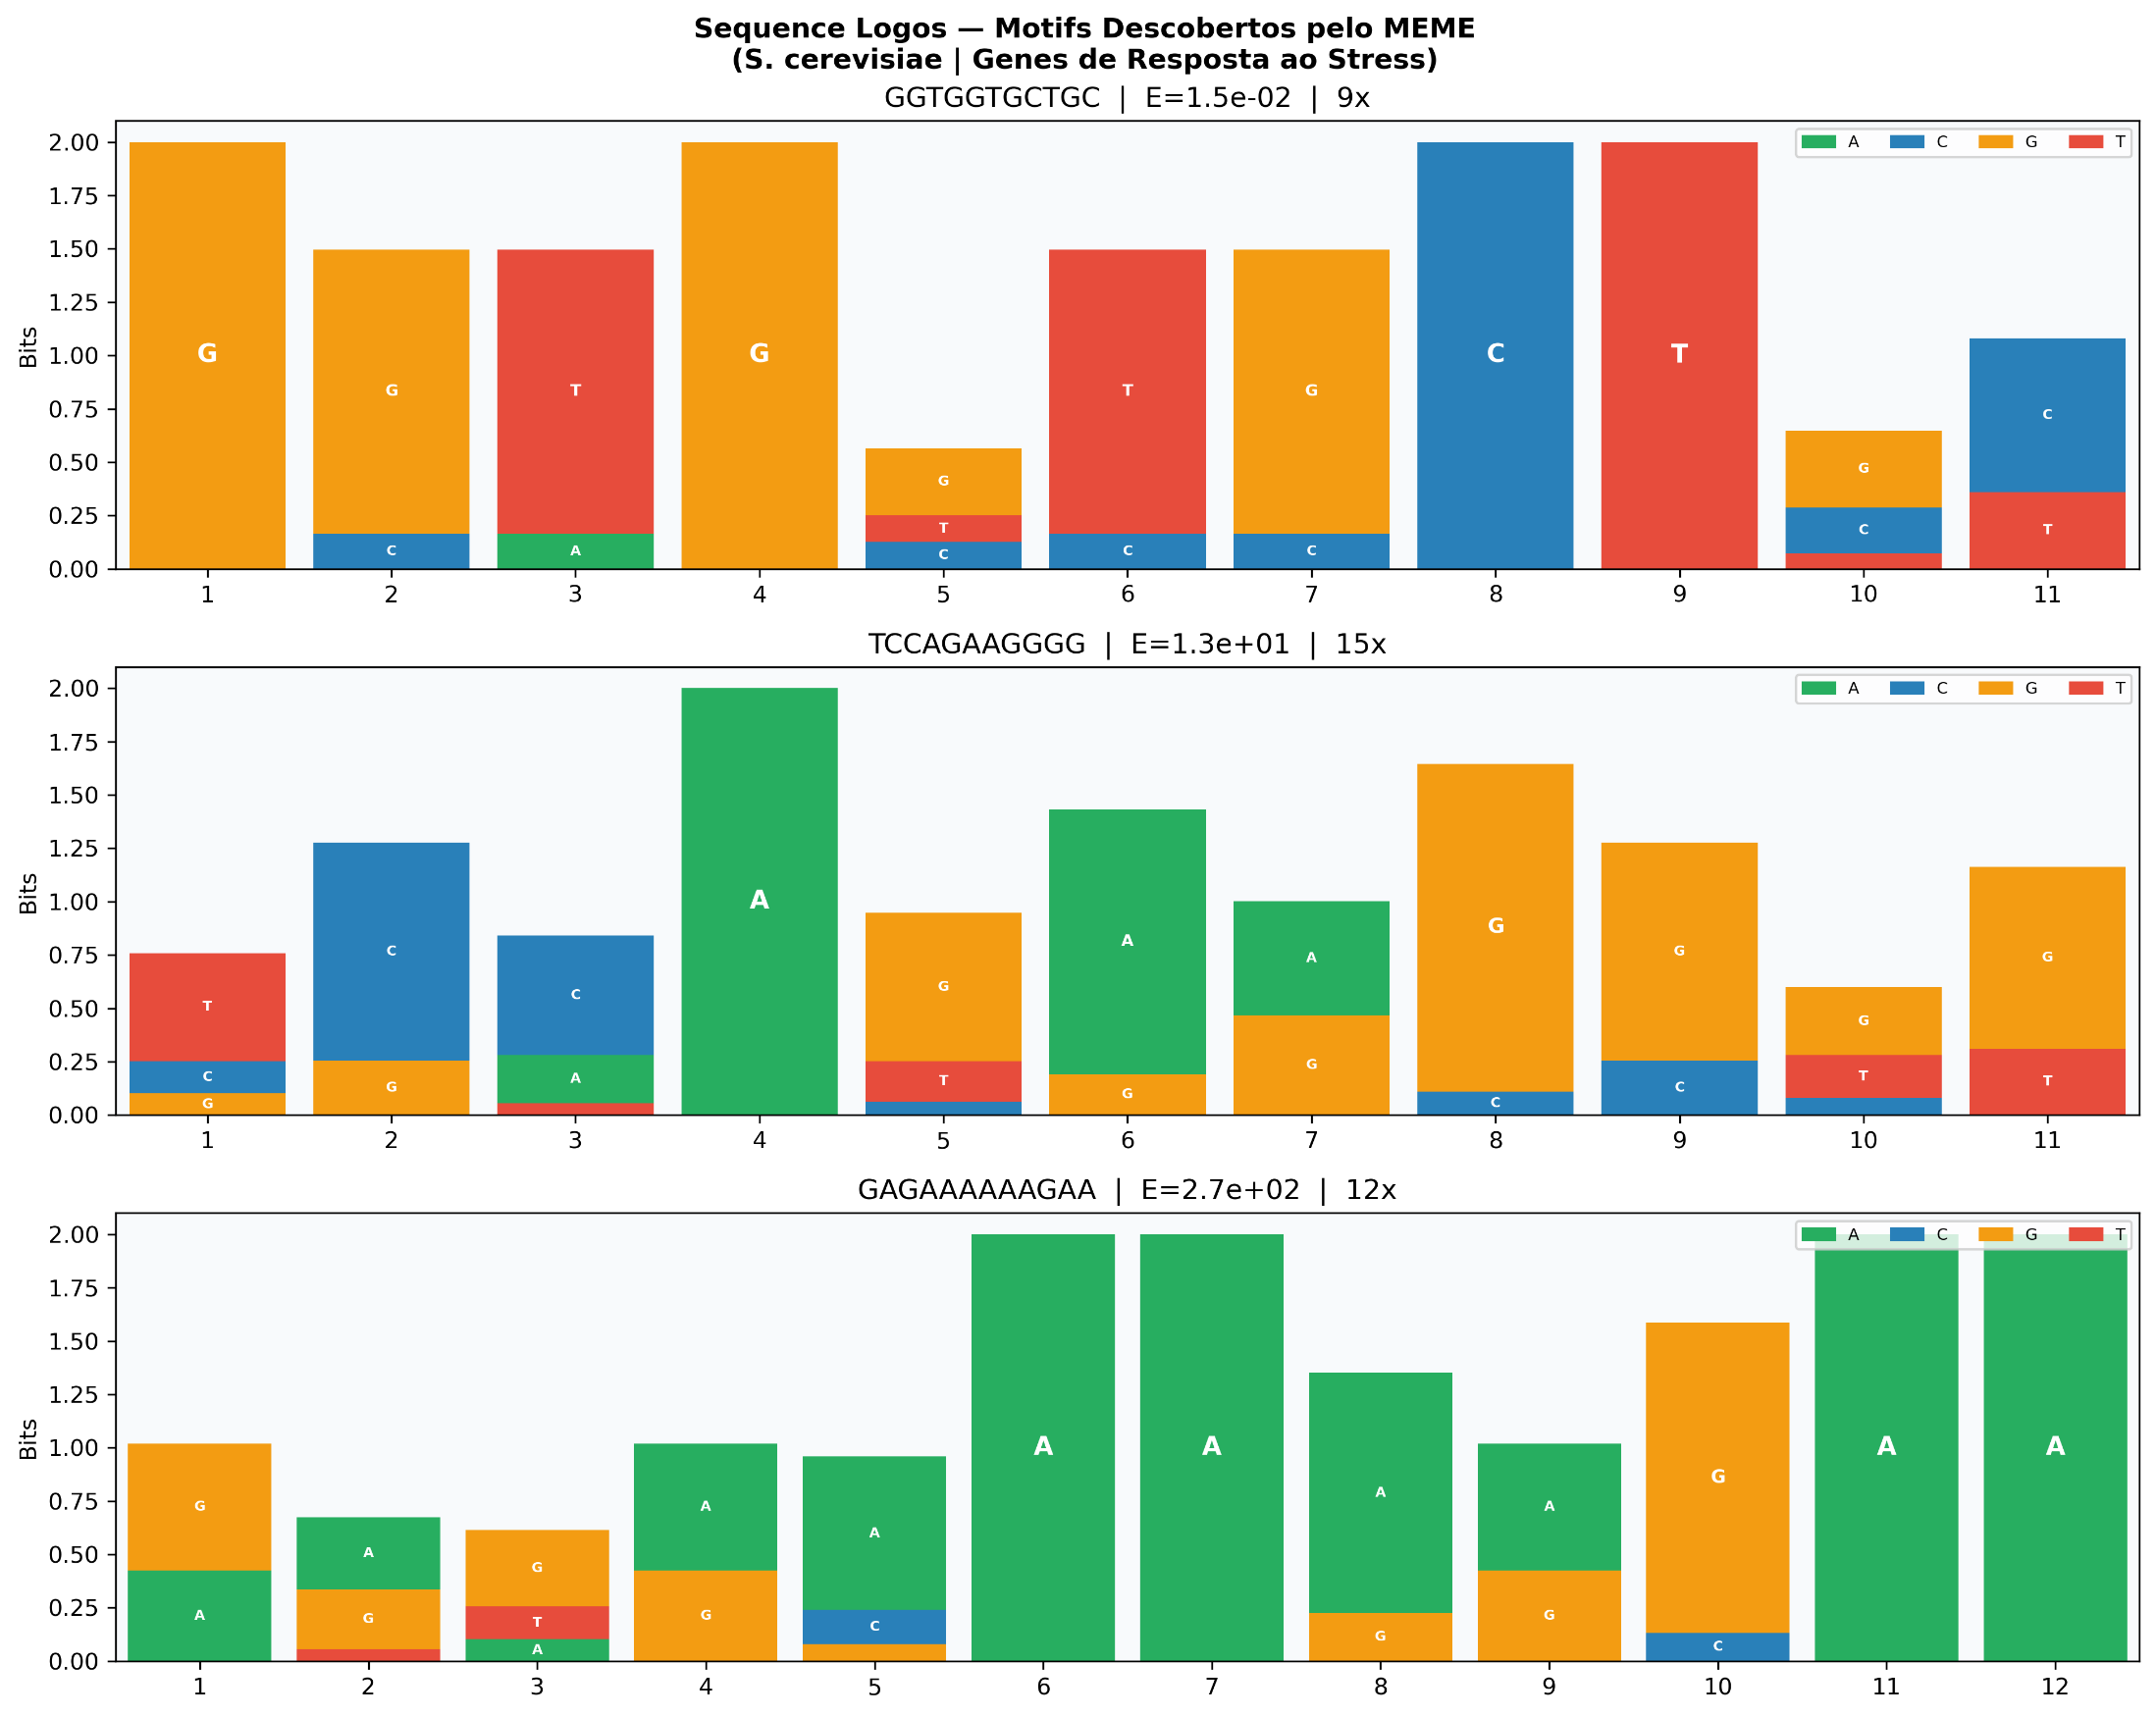 Sequence Logos — Motifs Descobertos pelo MEME
(S. cerevisiae | Genes de Resposta ao Stress)
GGTGGTGCTGC | E=1.5e-02 | 9x
A C G T
2.00
1.75
1.50
1.25
1.00
0.75
0.50
0.25
0.00
Bits
G
G
C
T
A
G
G
T
C
T
C
G
C
C
T
G
C
C
T
1 2 3 4 5 6 7 8 9 10 11
TCCAGAAGGGG | E=1.3e+01 | 15x
A C G T
2.00
1.75
1.50
1.25
1.00
0.75
0.50
0.25
0.00
Bits
T
C
G
C
G
C
A
A
G
T
A
G
A
G
G
C
G
C
G
T
G
T
1 2 3 4 5 6 7 8 9 10 11
GAGAAAAAAGAA | E=2.7e+02 | 12x
A C G T
2.00
1.75
1.50
1.25
1.00
0.75
0.50
0.25
0.00
Bits
G
A
A
G
G
T
A
A
G
A
C
A
A
A
G
A
G
G
C
A
A
1 2 3 4 5 6 7 8 9 10 11 12